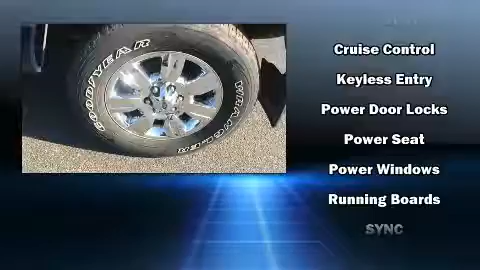 GOODYEAR
WRANGLER
Cruise Control
Keyless Entry
Power Door Locks
Power Seat
Power Windows
Running Boards
SYNC